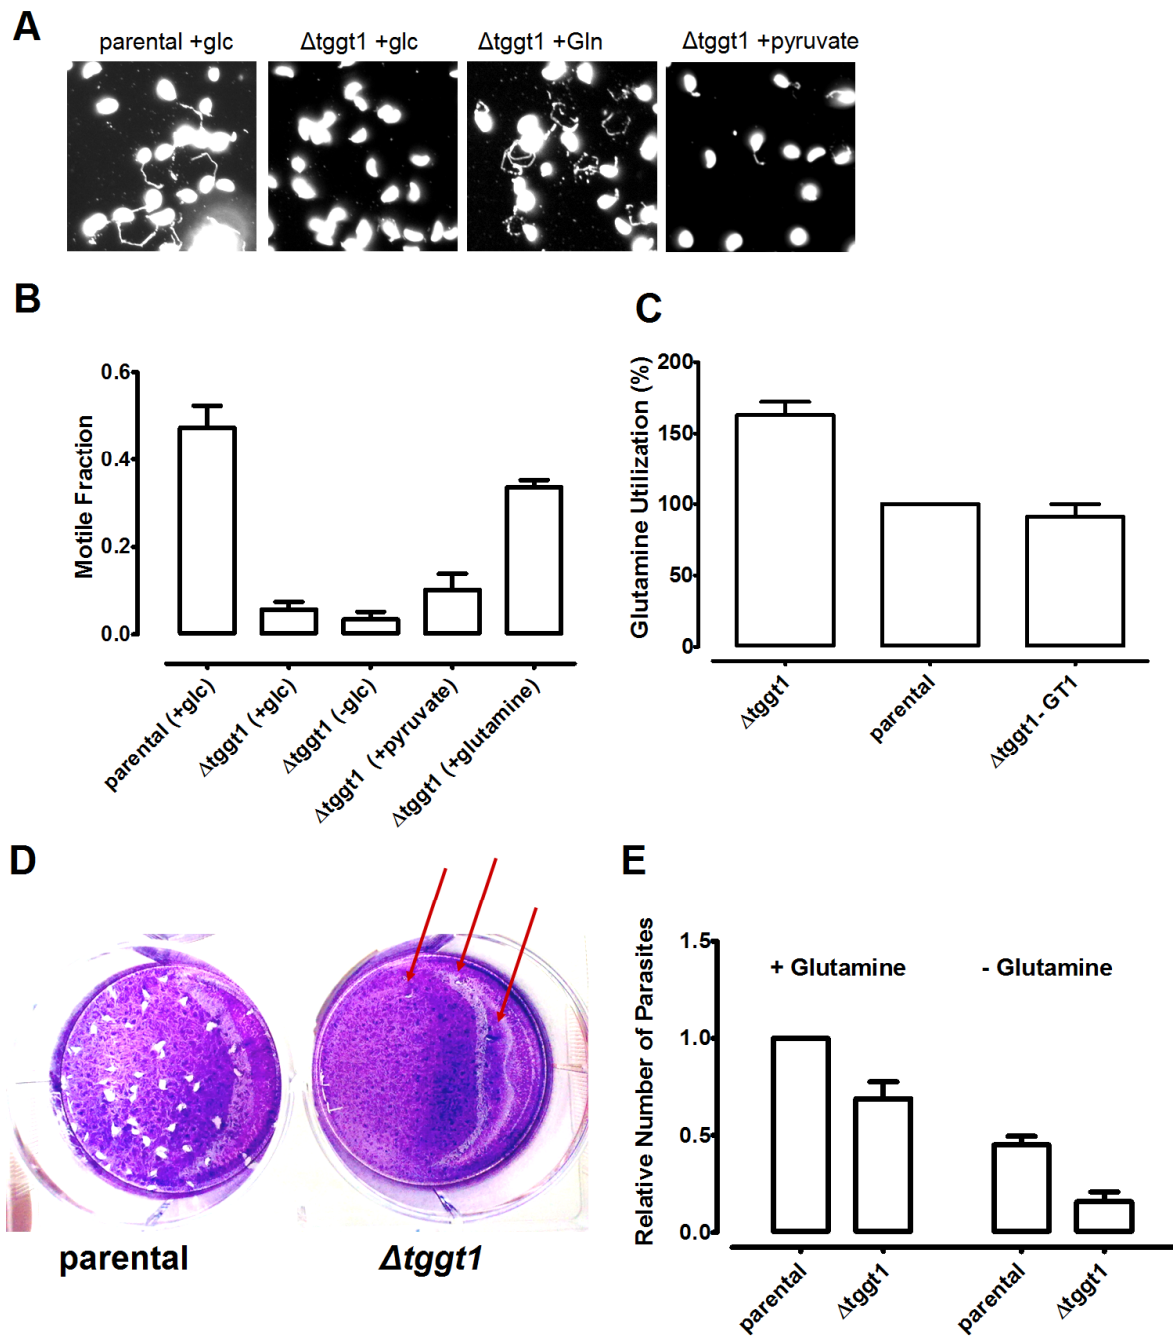 A
parental +glc
Δtggt1 +glc
Δtggt1 +Gln
Δtggt1 +pyruvate
B
Motile Fraction
0.6
0.4
0.2
0.0
parental (+glc)
Δtggt1 (+glc)
Δtggt1 (-glc)
Δtggt1 (+pyruvate)
Δtggt1 (+glutamine)
C
Glutamine Utilization (%)
200
150
100
50
0
Δtggt1
parental
Δtggt1- GT1
D
parental
Δtggt1
E
Relative Number of Parasites
1.5
1.0
0.5
0.0
+ Glutamine
- Glutamine
parental
Δtggt1
parental
Δtggt1